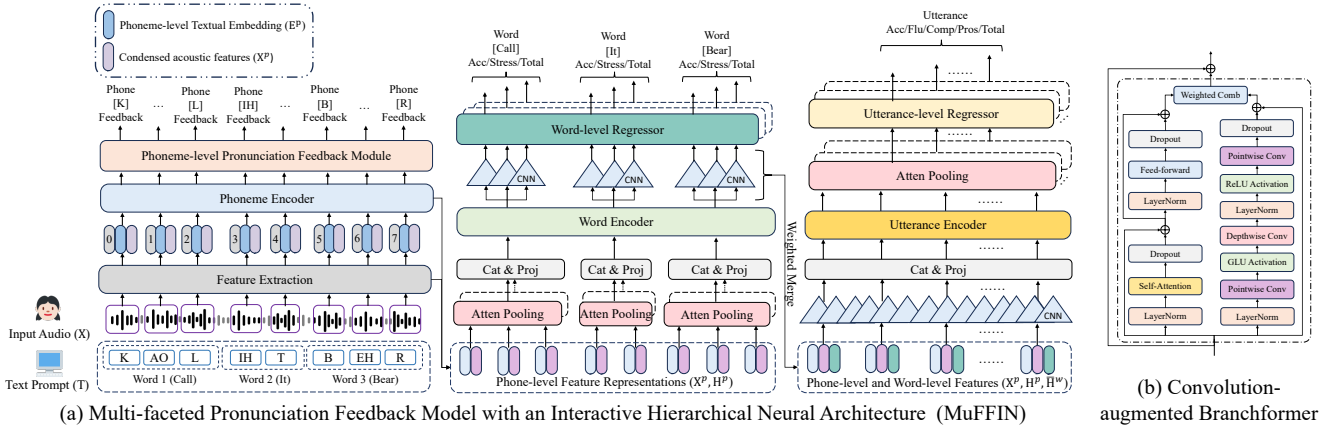 Phoneme-level Textual Embedding (E^p)
Condensed acoustic features (X^p)
Phone [K] Feedback
...
Phone [L] Feedback
Phone [IH] Feedback
...
Phone [B] Feedback
...
Phone [R] Feedback
Phoneme-level Pronunciation Feedback Module
Phoneme Encoder
0 1 2 3 4 5 6 7
Feature Extraction
Input Audio (X)
Text Prompt (T)
K AO L IH T B EH R
Word 1 (Call) Word 2 (It) Word 3 (Bear)
Word [Call] Acc/Stress/Total
Word [It] Acc/Stress/Total
Word [Bear] Acc/Stress/Total
Word-level Regressor
CNN CNN CNN
Word Encoder
Cat & Proj Cat & Proj Cat & Proj
Atten Pooling Atten Pooling Atten Pooling
Phone-level Feature Representations (X^p, H^p)
Weighted Merge
Utterance
Acc/Flu/Comp/Pros/Total
......
Utterance-level Regressor
......
Atten Pooling
......
Utterance Encoder
......
Cat & Proj
......
CNN
......
Phone-level and Word-level Features (X^p, H^p, H̄^w)
Weighted Comb
Dropout
Feed-forward
LayerNorm
Dropout
Self-Attention
LayerNorm
Dropout
Pointwise Conv
ReLU Activation
LayerNorm
Depthwise Conv
GLU Activation
Pointwise Conv
LayerNorm
(a) Multi-faceted Pronunciation Feedback Model with an Interactive Hierarchical Neural Architecture (MuFFIN)
(b) Convolution-
augmented Branchformer